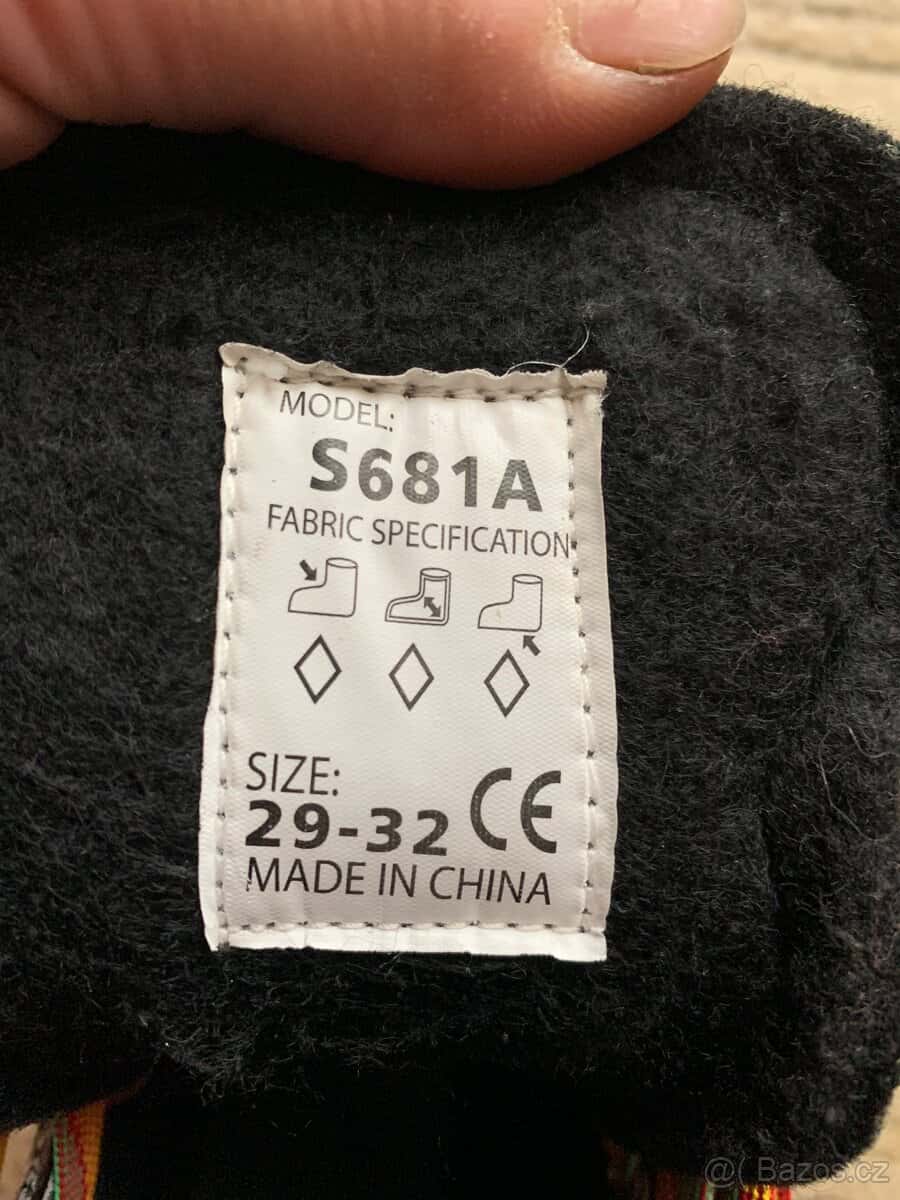 MODEL:
S681A
FABRIC SPECIFICATION
SIZE:
29-32 CE
MADE IN CHINA
@( Bazos.cz